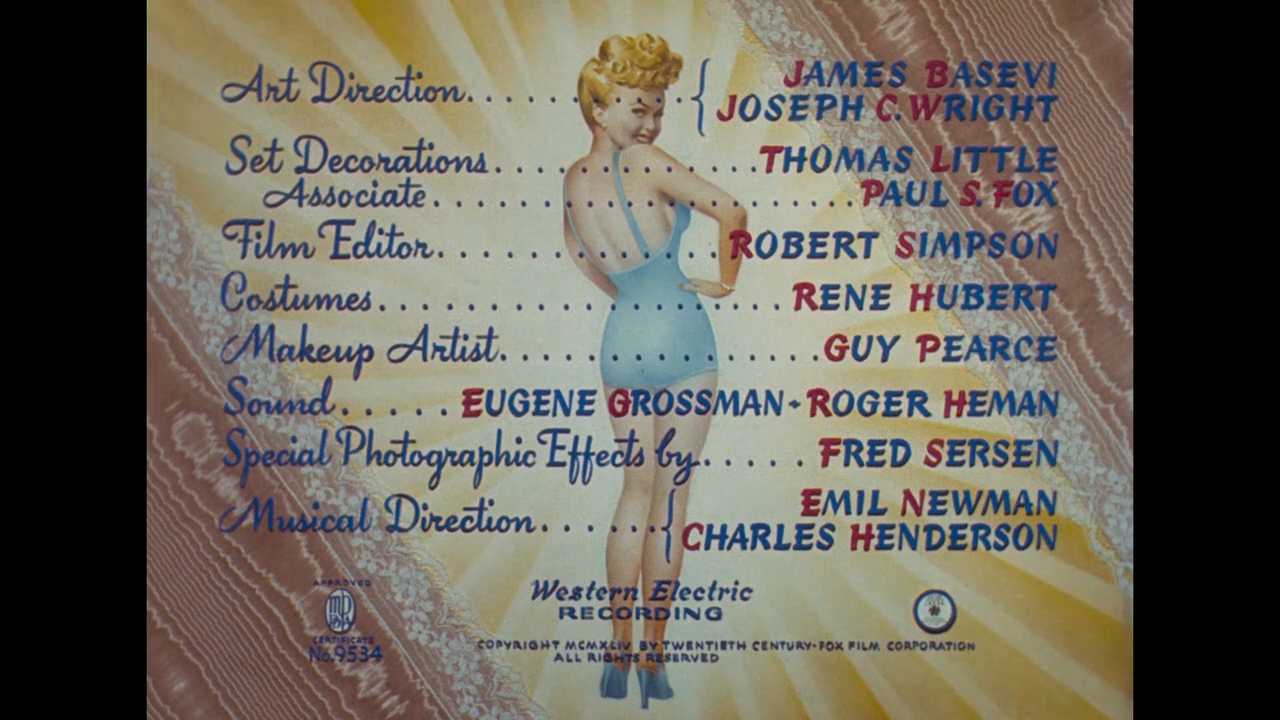 Art Direction..........{ JAMES BASEVI
JOSEPH C. WRIGHT
Set Decorations..............THOMAS LITTLE
Associate......................PAUL S. FOX
Film Editor..............ROBERT SIMPSON
Costumes....................RENE HUBERT
Makeup Artist...............GUY PEARCE
Sound.....EUGENE GROSSMAN - ROGER HEMAN
Special Photographic Effects by.....FRED SERSEN
Musical Direction......{ EMIL NEWMAN
CHARLES HENDERSON
APPROVED
CERTIFICATE
No. 9534
Western Electric
RECORDING
COPYRIGHT MCMXLIV BY TWENTIETH CENTURY-FOX FILM CORPORATION
ALL RIGHTS RESERVED